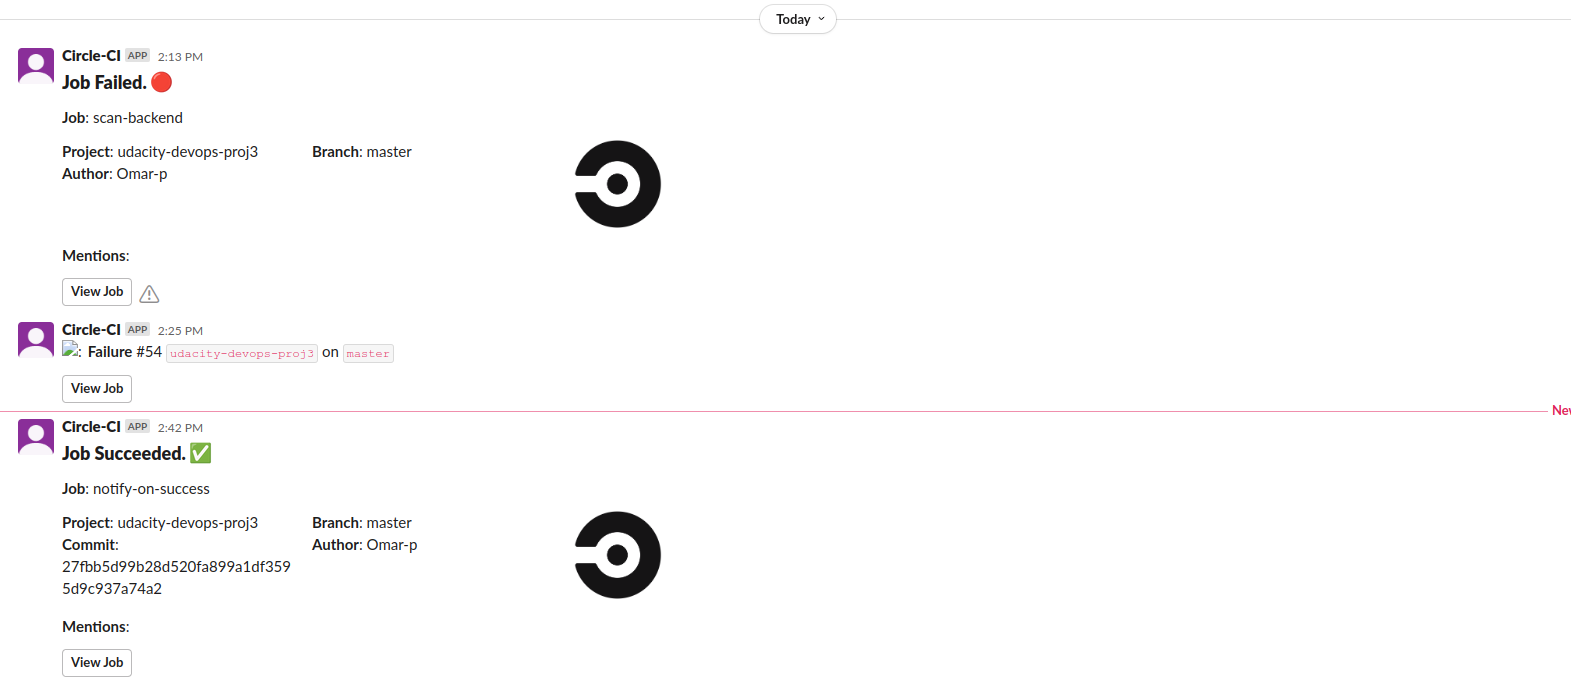 Today
Circle-CI APP 2:13 PM
Job Failed. 🔴
Job: scan-backend
Project: udacity-devops-proj3 Branch: master
Author: Omar-p
Mentions:
View Job
Circle-CI APP 2:25 PM
: Failure #54 udacity-devops-proj3 on master
View Job
Circle-CI APP 2:42 PM
Job Succeeded. ✅
Job: notify-on-success
Project: udacity-devops-proj3 Branch: master
Commit: Author: Omar-p
27fbb5d99b28d520fa899a1df359
5d9c937a74a2
Mentions:
View Job